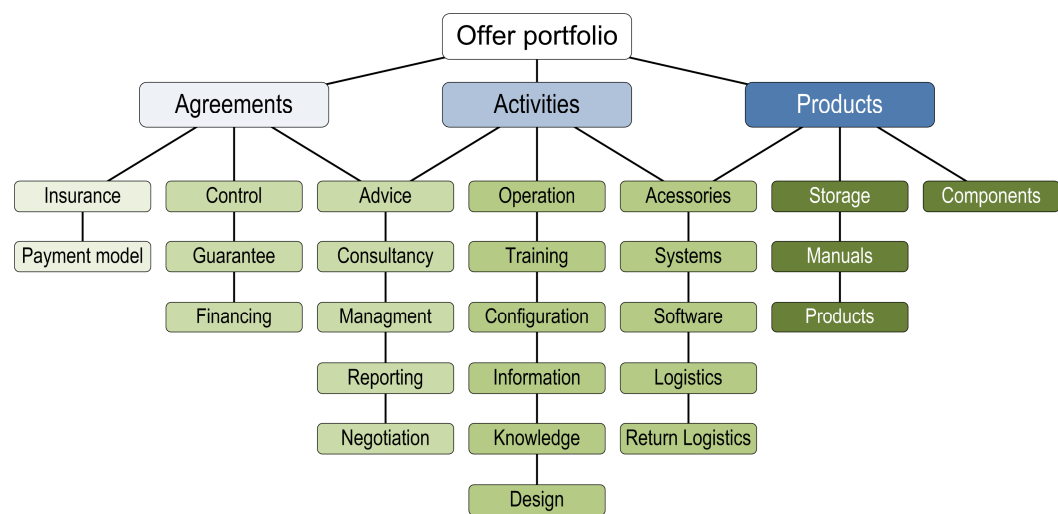 Offer portfolio
Agreements
Activities
Products
Insurance
Control
Advice
Operation
Acessories
Storage
Components
Payment model
Guarantee
Consultancy
Training
Systems
Manuals
Financing
Managment
Configuration
Software
Products
Reporting
Information
Logistics
Negotiation
Knowledge
Return Logistics
Design